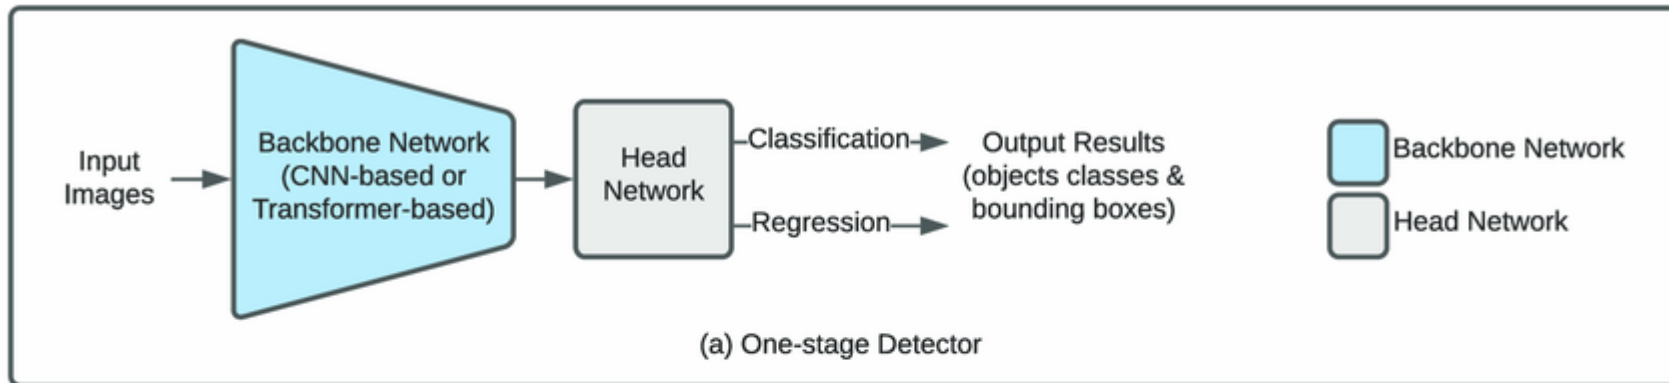 Input
Images
Backbone Network
(CNN-based or
Transformer-based)
Head
Network
Classification
Regression
Output Results
(objects classes &
bounding boxes)
Backbone Network
Head Network
(a) One-stage Detector